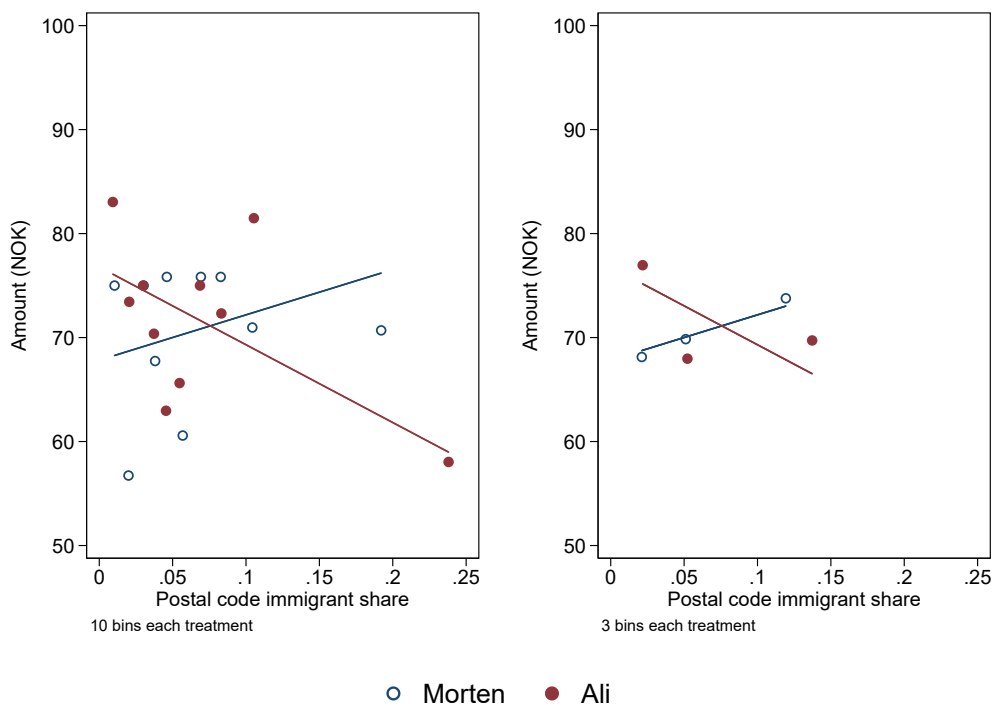 100
90
80
70
60
50
Amount (NOK)
0 .05 .1 .15 .2 .25
Postal code immigrant share
10 bins each treatment
100
90
80
70
60
50
Amount (NOK)
0 .05 .1 .15 .2 .25
Postal code immigrant share
3 bins each treatment
Morten Ali